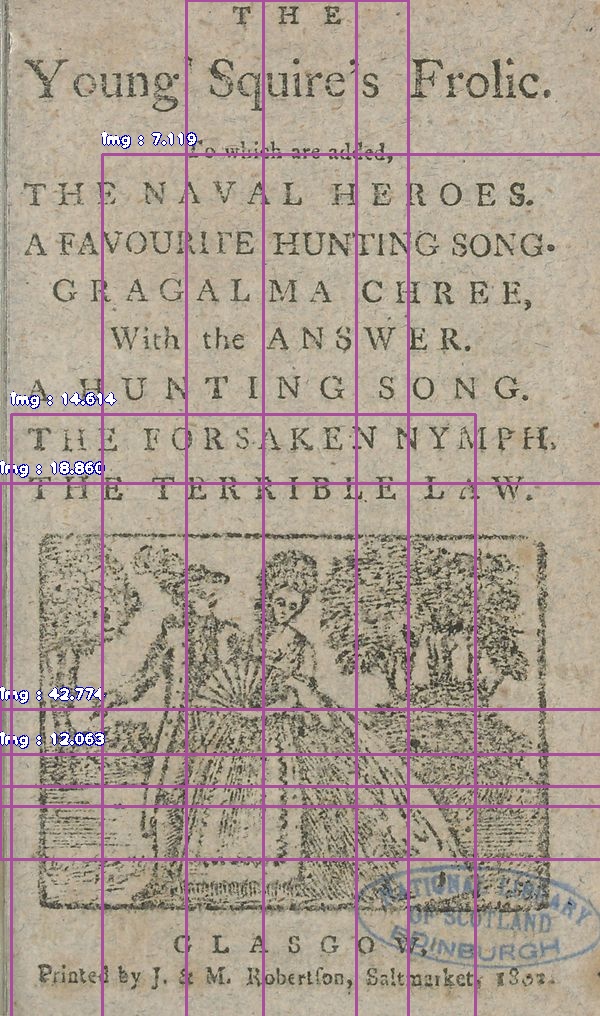 THE
Young Squire's Frolic.
To which are added,
THE NAVAL HEROES.
A FAVOURITE HUNTING SONG.
GRAGALMA CHREE,
With the ANSWER.
A HUNTING SONG.
THE FORSAKEN NYMPH.
THE TERRIBLE LAW.
GLASGOW,
Printed by J. & M. Robertson, Saltmarket, 1802.
NATIONAL LIBRARY
OF SCOTLAND
EDINBURGH
img : 7.119
img : 14.614
img : 18.860
img : 42.774
img : 12.063